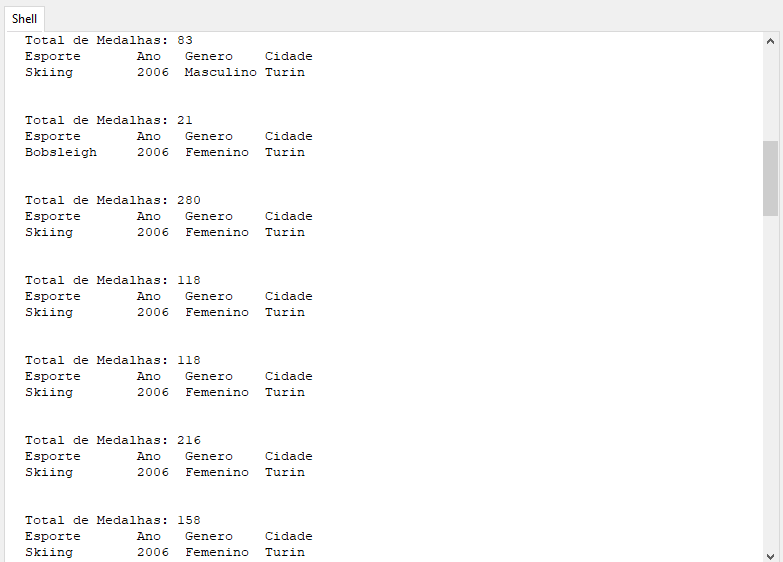 Shell
Total de Medalhas: 83
Esporte Ano Genero Cidade
Skiing 2006 Masculino Turin
Total de Medalhas: 21
Esporte Ano Genero Cidade
Bobsleigh 2006 Femenino Turin
Total de Medalhas: 280
Esporte Ano Genero Cidade
Skiing 2006 Femenino Turin
Total de Medalhas: 118
Esporte Ano Genero Cidade
Skiing 2006 Femenino Turin
Total de Medalhas: 118
Esporte Ano Genero Cidade
Skiing 2006 Femenino Turin
Total de Medalhas: 216
Esporte Ano Genero Cidade
Skiing 2006 Femenino Turin
Total de Medalhas: 158
Esporte Ano Genero Cidade
Skiing 2006 Femenino Turin